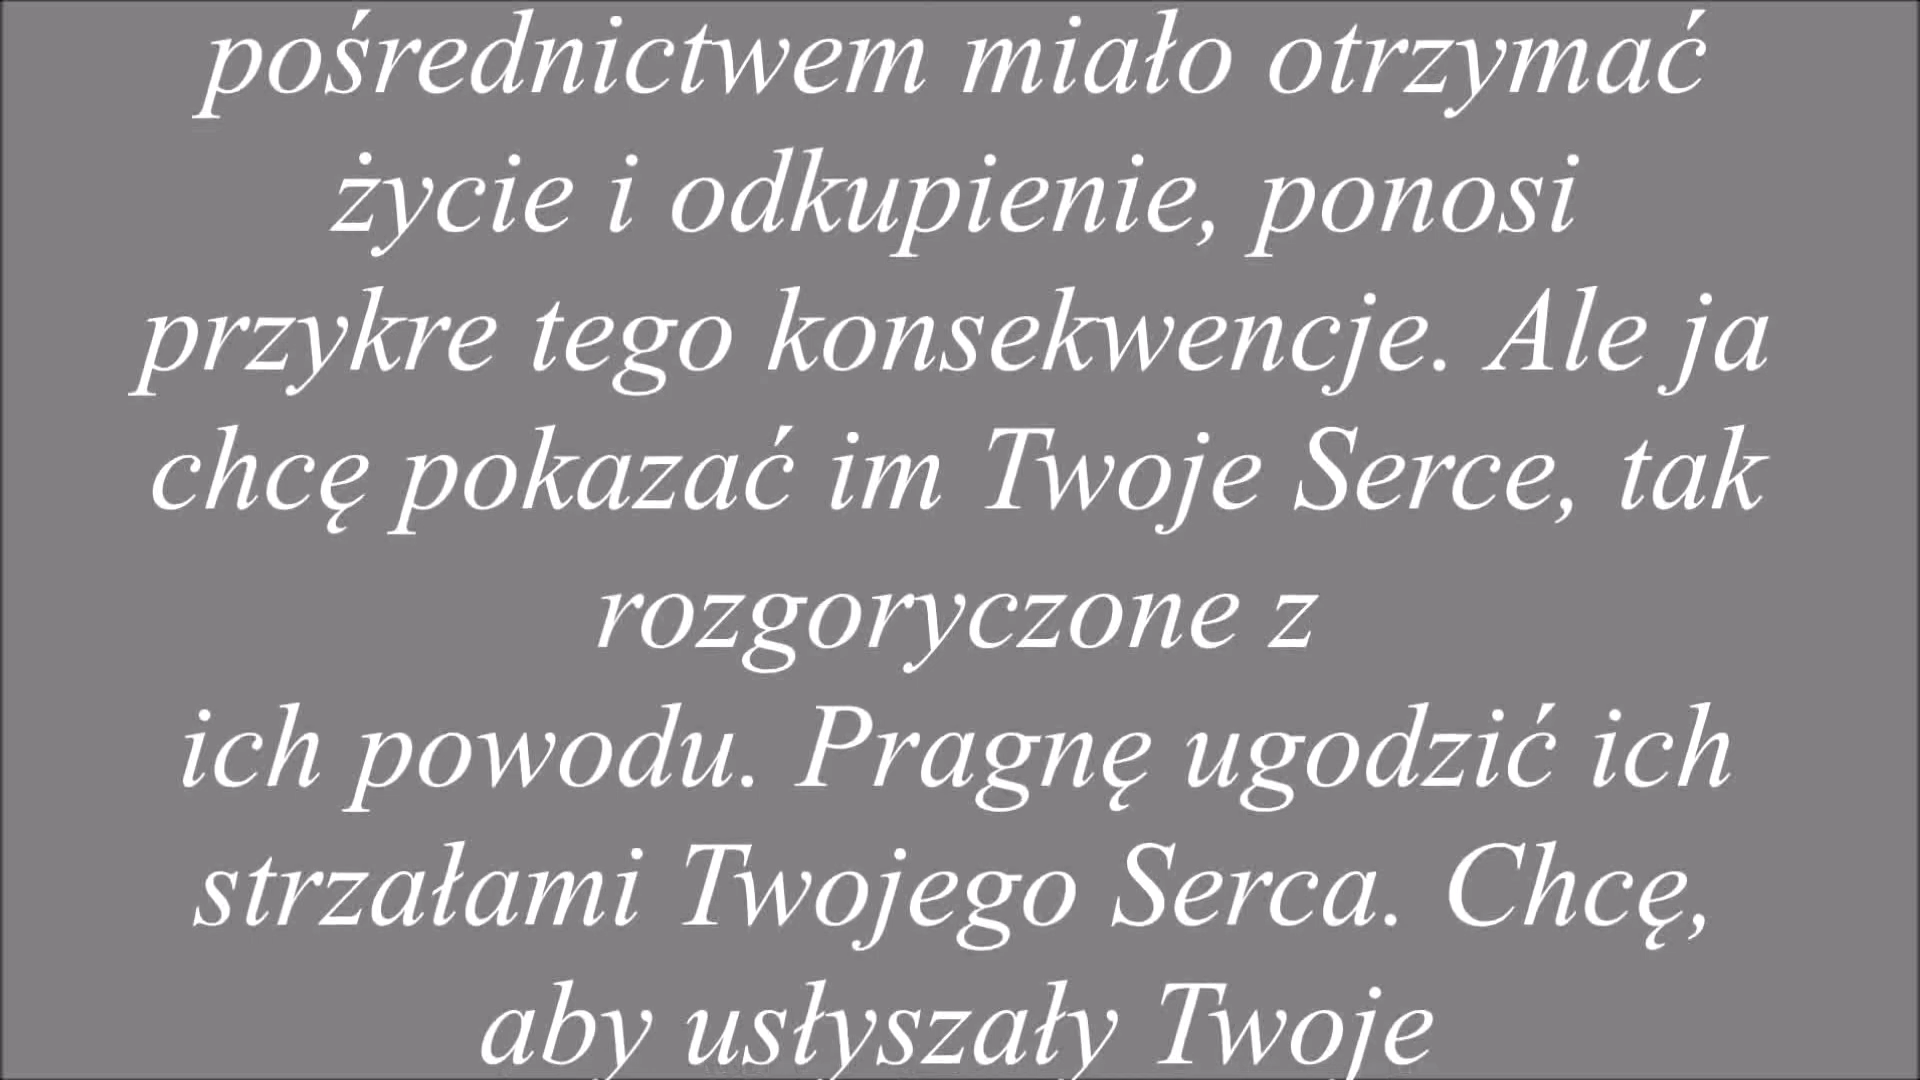 pośrednictwem miało otrzymać
życie i odkupienie, ponosi
przykre tego konsekwencje. Ale ja
chcę pokazać im Twoje Serce, tak
rozgoryczone z
ich powodu. Pragnę ugodzić ich
strzałami Twojego Serca. Chcę,
aby usłyszały Twoje